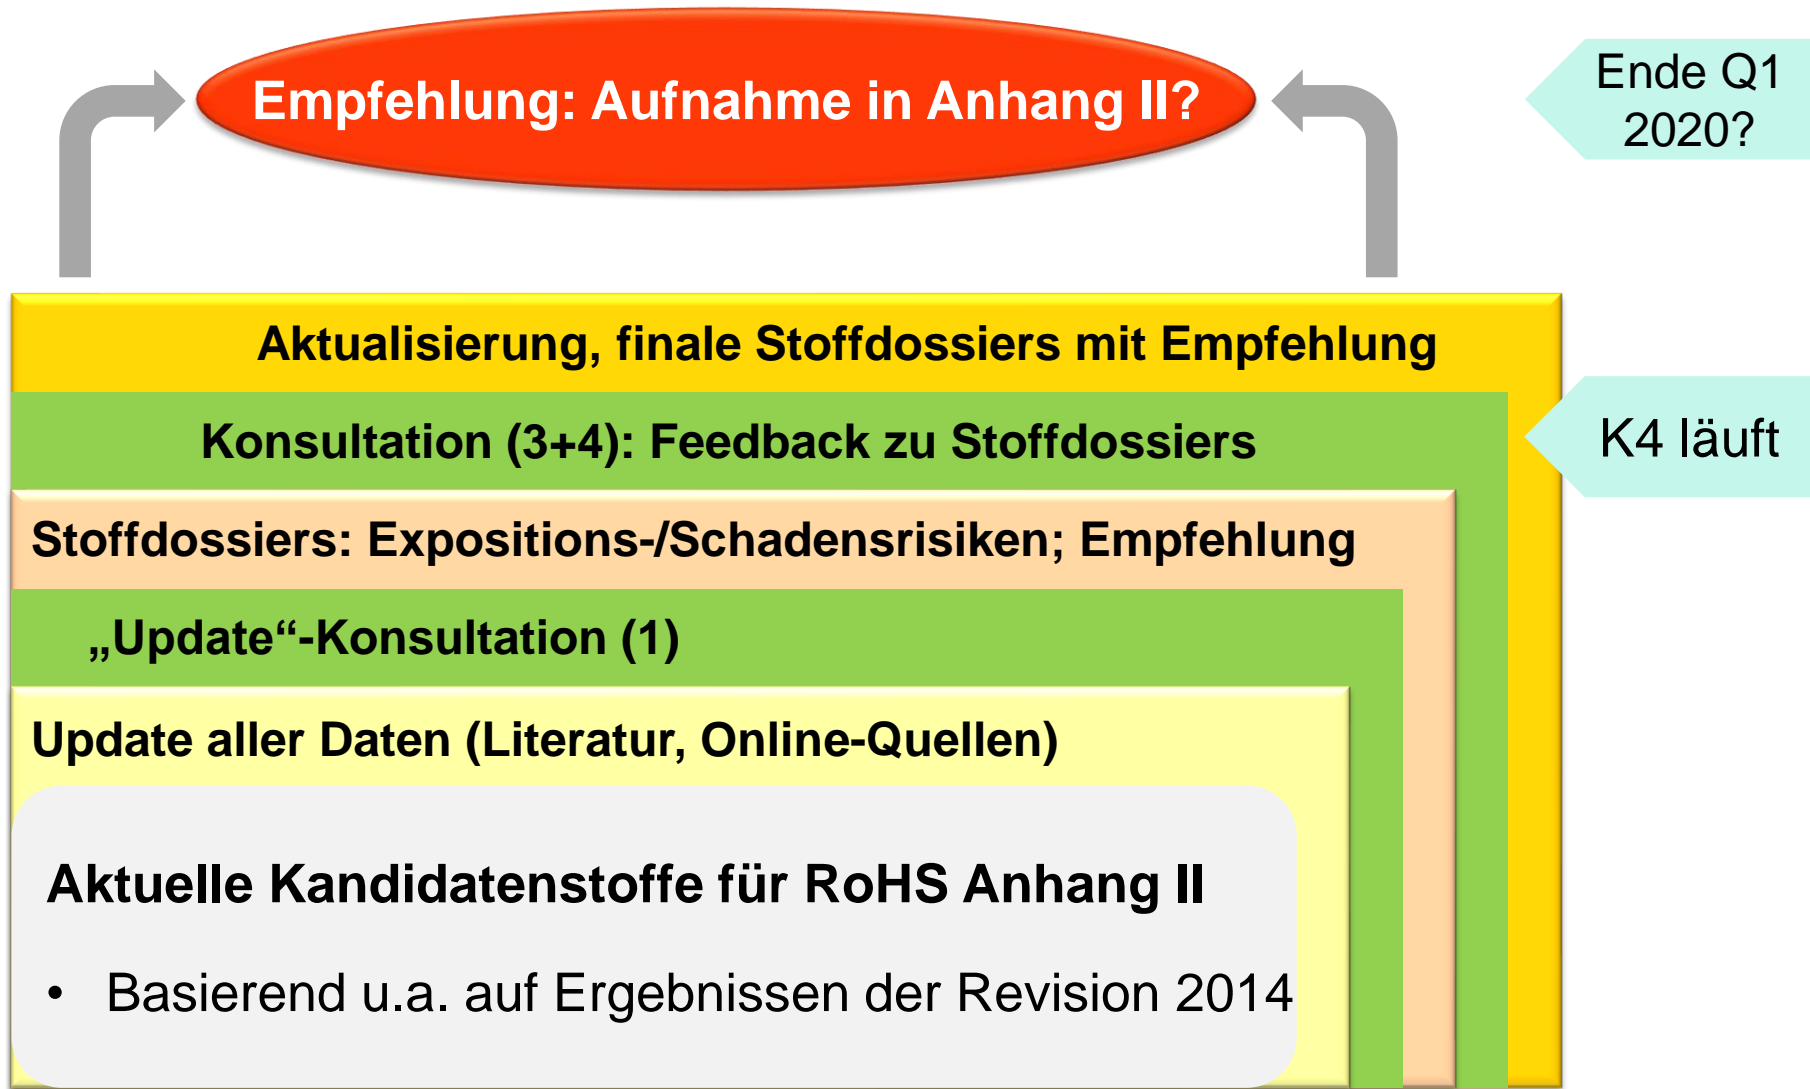 Empfehlung: Aufnahme in Anhang II?
Ende Q1
2020?
Aktualisierung, finale Stoffdossiers mit Empfehlung
Konsultation (3+4): Feedback zu Stoffdossiers
K4 läuft
Stoffdossiers: Expositions-/Schadensrisiken; Empfehlung
„Update“-Konsultation (1)
Update aller Daten (Literatur, Online-Quellen)
Aktuelle Kandidatenstoffe für RoHS Anhang II
• Basierend u.a. auf Ergebnissen der Revision 2014